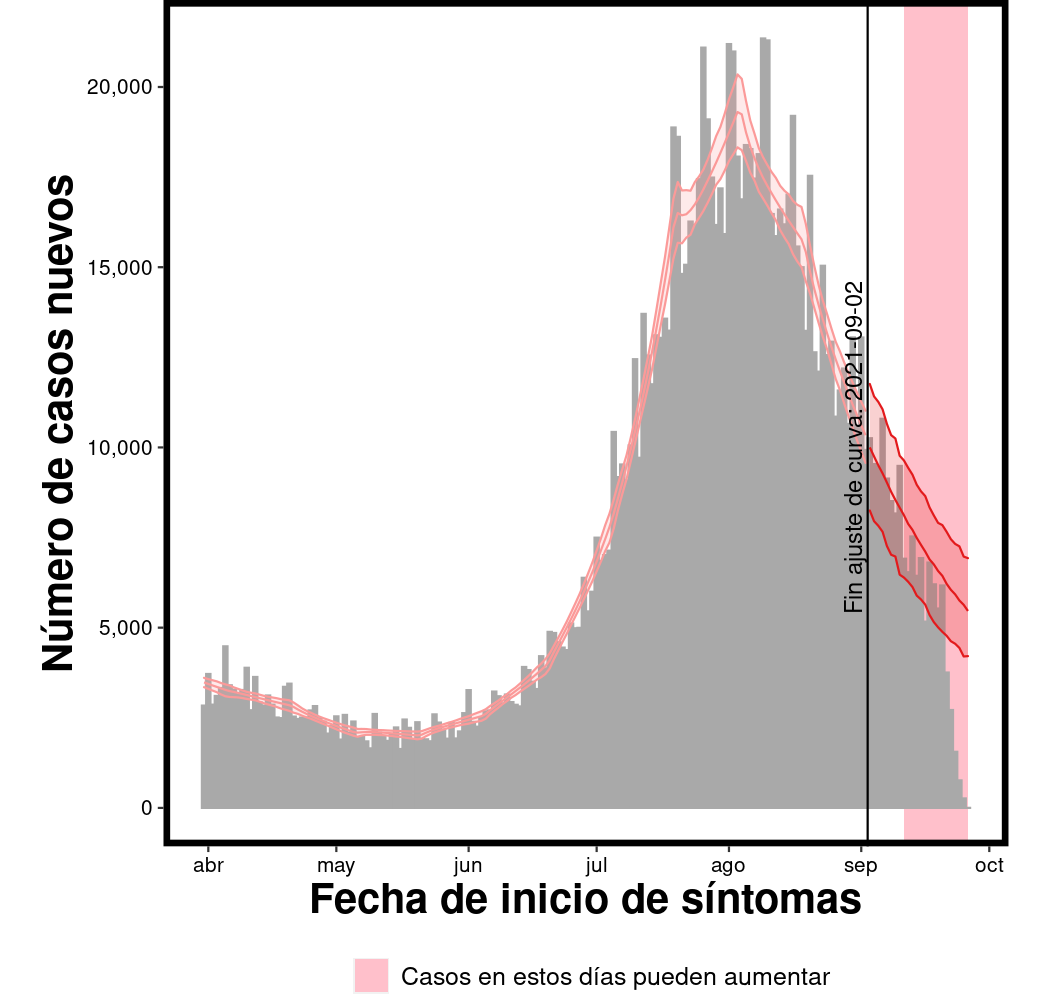 Número de casos nuevos
20,000
15,000
10,000
5,000
0
Fin ajuste de curva: 2021-09-02
abr may jun jul ago sep oct
Fecha de inicio de síntomas
Casos en estos días pueden aumentar